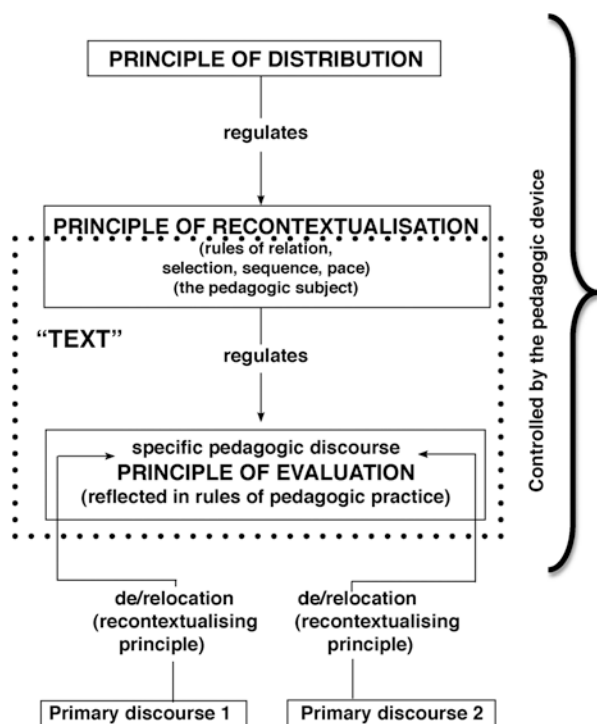 PRINCIPLE OF DISTRIBUTION
regulates
PRINCIPLE OF RECONTEXTUALISATION
(rules of relation,
selection, sequence, pace)
(the pedagogic subject)
“TEXT”
regulates
specific pedagogic discourse
PRINCIPLE OF EVALUATION
(reflected in rules of pedagogic practice)
de/relocation
(recontextualising
principle)
de/relocation
(recontextualising
principle)
Primary discourse 1
Primary discourse 2
Controlled by the pedagogic device